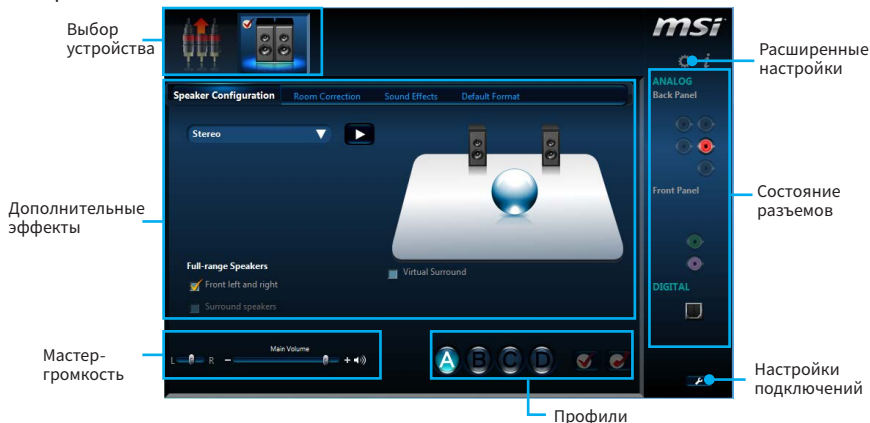 Выбор
устройства
msi
i
Расширенные
настройки
ANALOG
Back Panel
Speaker Configuration Room Correction Sound Effects Default Format
Stereo
Дополнительные
эффекты
Front Panel
Состояние
разъемов
Full-range Speakers
Virtual Surround
Front left and right
Surround speakers
DIGITAL
Мастер-
громкость
Main Volume
L R − +
A B C D
Настройки
подключений
Профили